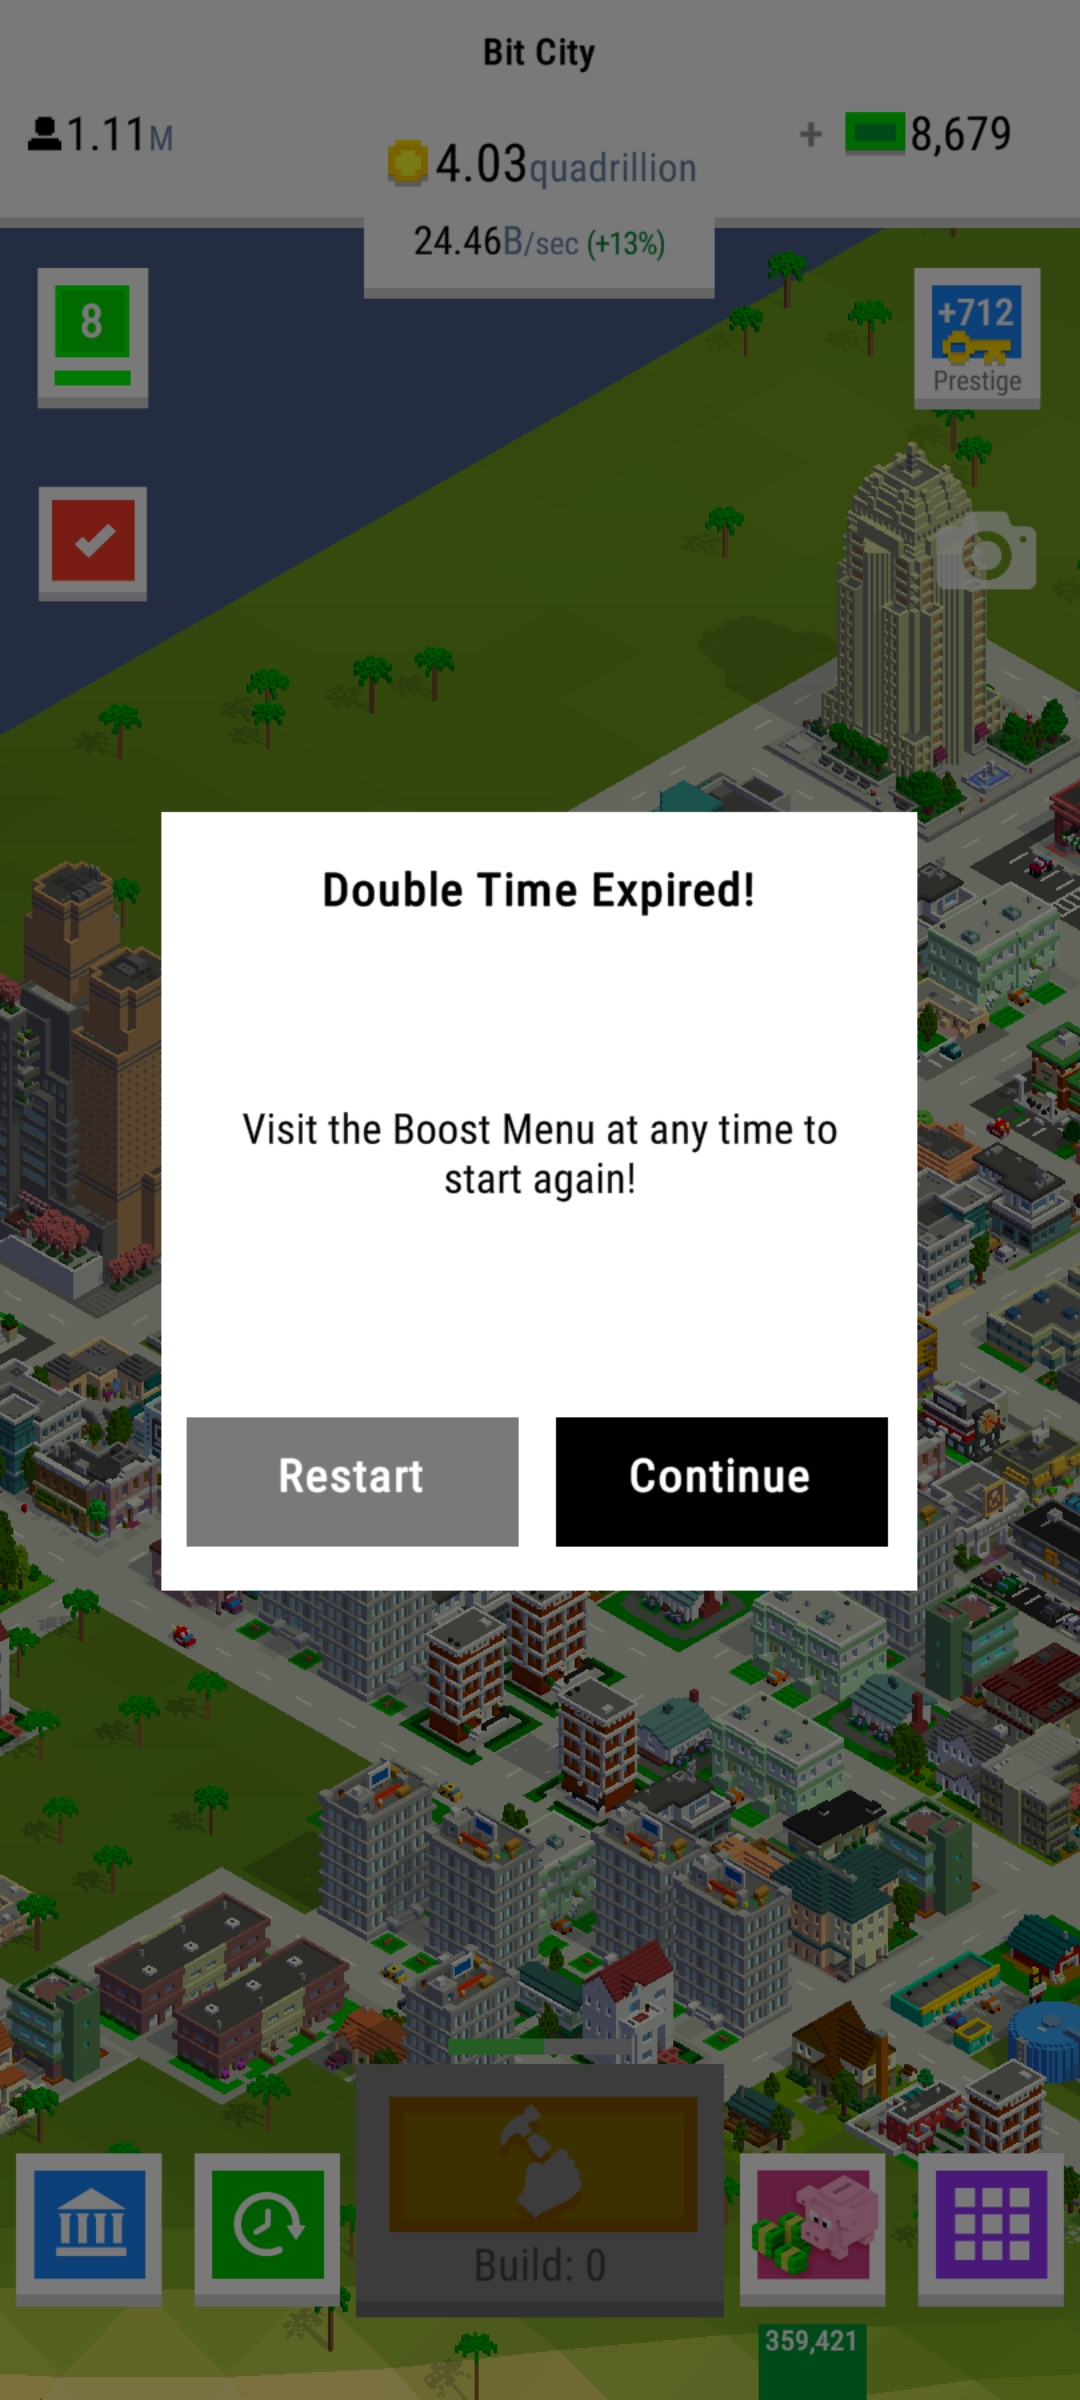 Bit City
1.11M
4.03quadrillion
+ 8,679
24.46B/sec (+13%)
8
+712
Prestige
Double Time Expired!
Visit the Boost Menu at any time to
start again!
Restart
Continue
Build: 0
359,421